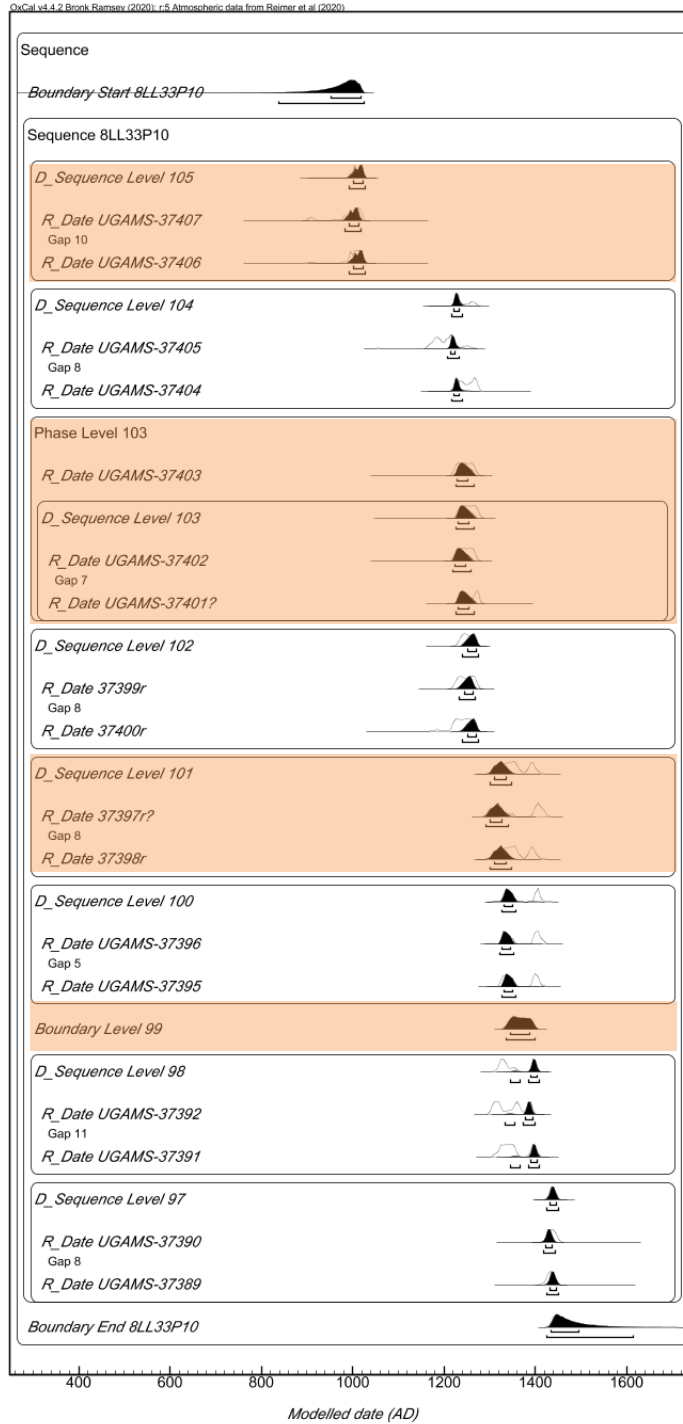 OxCal v4.4.2 Bronk Ramsey (2020); r:5 Atmospheric data from Reimer et al (2020)
Sequence
Boundary Start 8LL33P10
Sequence 8LL33P10
D_Sequence Level 105
R_Date UGAMS-37407
Gap 10
R_Date UGAMS-37406
D_Sequence Level 104
R_Date UGAMS-37405
Gap 8
R_Date UGAMS-37404
Phase Level 103
R_Date UGAMS-37403
D_Sequence Level 103
R_Date UGAMS-37402
Gap 7
R_Date UGAMS-37401?
D_Sequence Level 102
R_Date 37399r
Gap 8
R_Date 37400r
D_Sequence Level 101
R_Date 37397r?
Gap 8
R_Date 37398r
D_Sequence Level 100
R_Date UGAMS-37396
Gap 5
R_Date UGAMS-37395
Boundary Level 99
D_Sequence Level 98
R_Date UGAMS-37392
Gap 11
R_Date UGAMS-37391
D_Sequence Level 97
R_Date UGAMS-37390
Gap 8
R_Date UGAMS-37389
Boundary End 8LL33P10
400 600 800 1000 1200 1400 1600
Modelled date (AD)